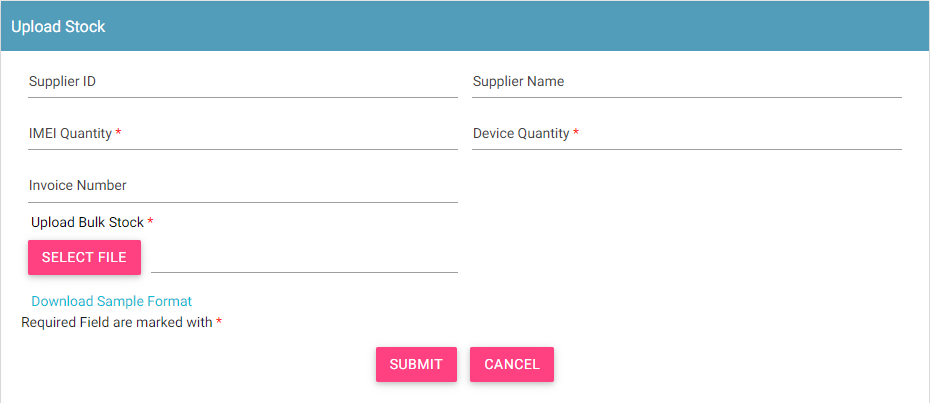 Upload Stock
Supplier ID
Supplier Name
IMEI Quantity *
Device Quantity *
Invoice Number
Upload Bulk Stock *
SELECT FILE
Download Sample Format
Required Field are marked with *
SUBMIT
CANCEL